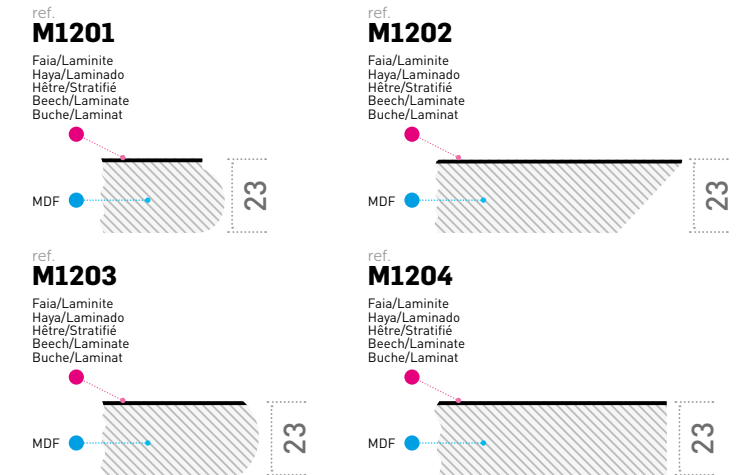 ref.
M1201
Faia/Laminite
Haya/Laminado
Hêtre/Stratifié
Beech/Laminate
Buche/Laminat
MDF
23
ref.
M1202
Faia/Laminite
Haya/Laminado
Hêtre/Stratifié
Beech/Laminate
Buche/Laminat
MDF
23
ref.
M1203
Faia/Laminite
Haya/Laminado
Hêtre/Stratifié
Beech/Laminate
Buche/Laminat
MDF
23
ref.
M1204
Faia/Laminite
Haya/Laminado
Hêtre/Stratifié
Beech/Laminate
Buche/Laminat
MDF
23